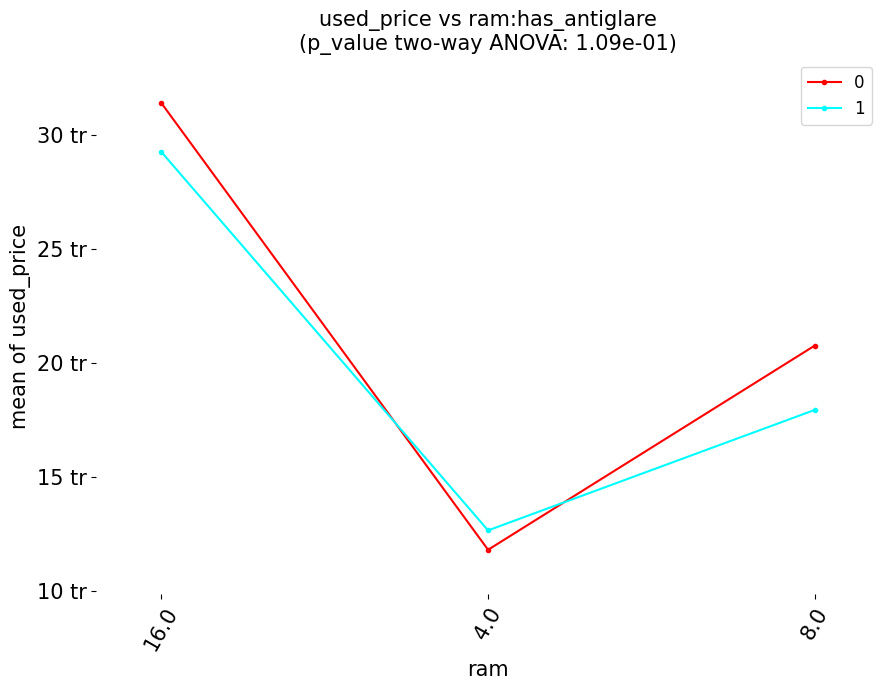 used_price vs ram:has_antiglare
(p_value two-way ANOVA: 1.09e-01)
0
1
30 tr
25 tr
20 tr
15 tr
10 tr
mean of used_price
16.0
4.0
8.0
ram